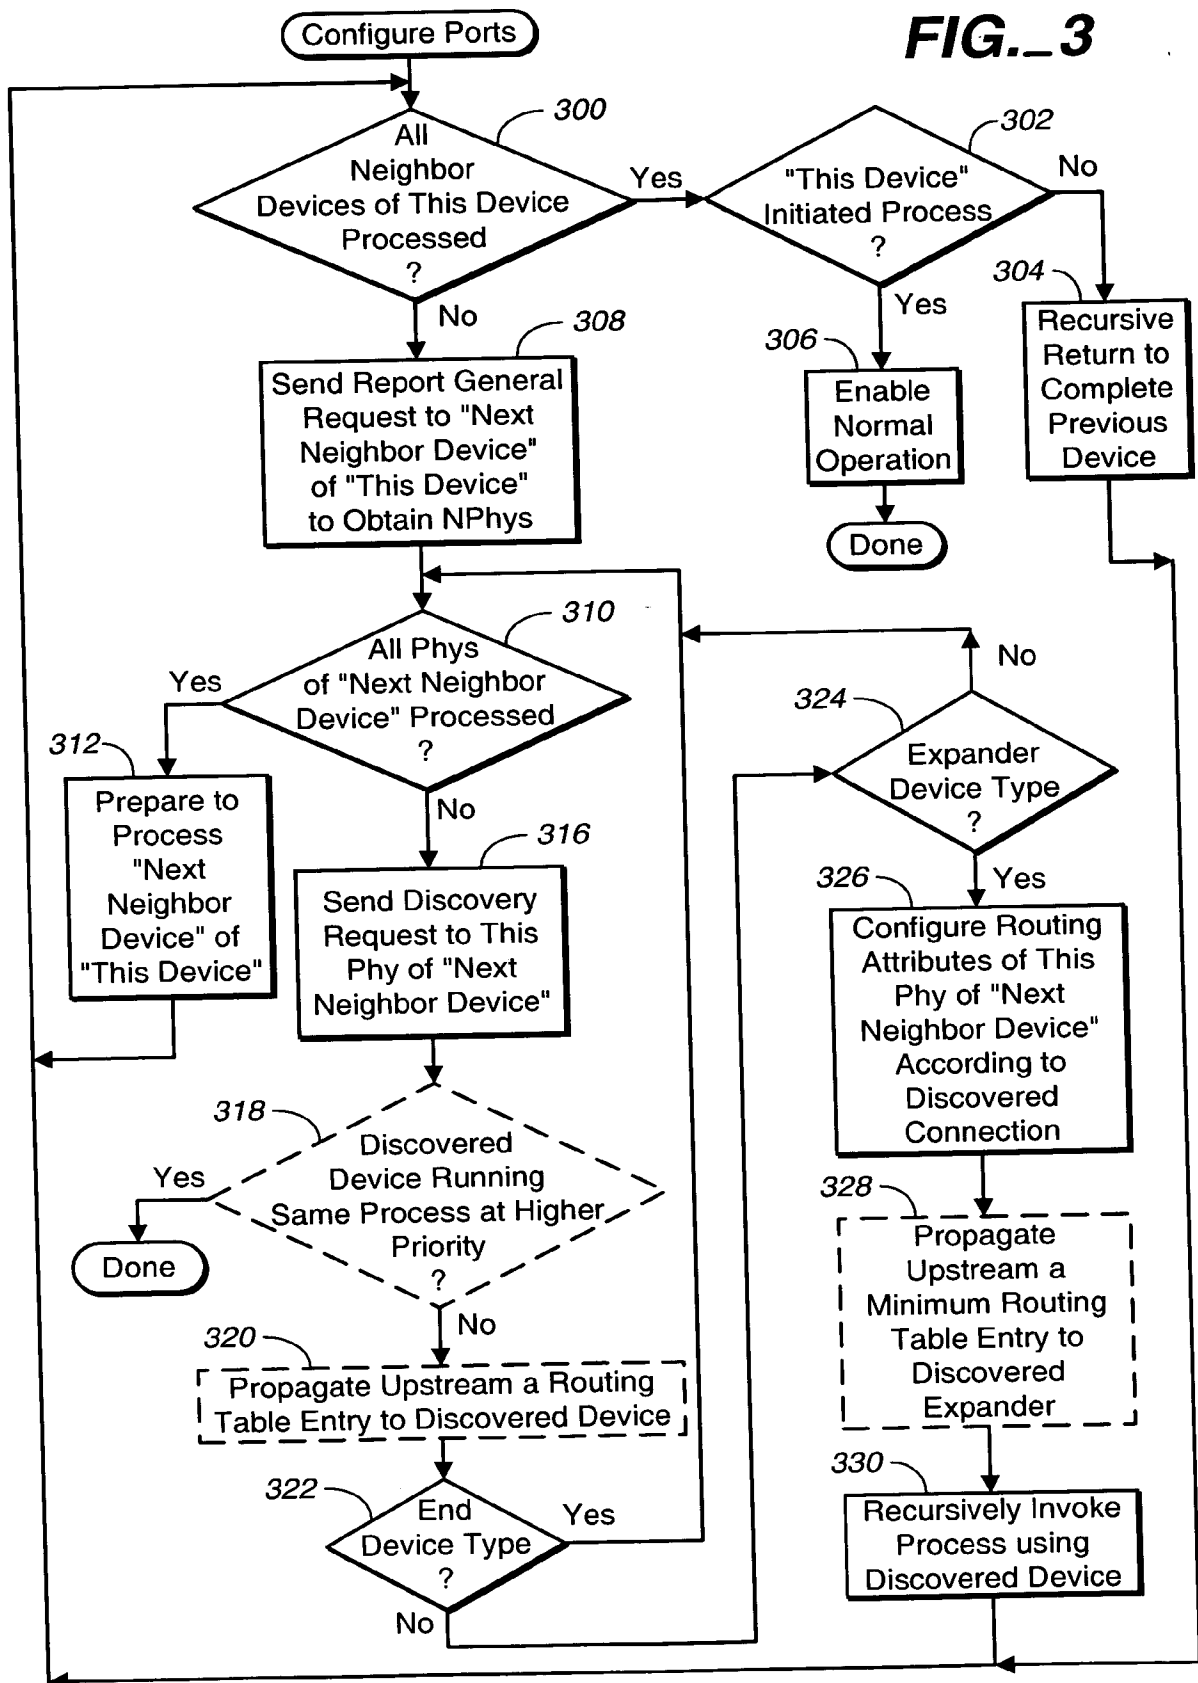 Configure Ports
FIG._3
300
All
Neighbor
Devices of This Device
Processed
?
Yes
No
302
"This Device"
Initiated Process
?
No
Yes
304
Recursive
Return to
Complete
Previous
Device
306
Enable
Normal
Operation
Done
308
Send Report General
Request to "Next
Neighbor Device"
of "This Device"
to Obtain NPhys
310
All Phys
of "Next Neighbor
Device" Processed
?
Yes
No
312
Prepare to
Process
"Next
Neighbor
Device" of
"This Device"
316
Send Discovery
Request to This
Phy of "Next
Neighbor Device"
318
Discovered
Device Running
Same Process at Higher
Priority
?
Yes
Done
No
320
Propagate Upstream a Routing
Table Entry to Discovered Device
322
End
Device Type
?
Yes
No
324
Expander
Device Type
?
No
Yes
326
Configure Routing
Attributes of This
Phy of "Next
Neighbor Device"
According to
Discovered
Connection
328
Propagate
Upstream a
Minimum Routing
Table Entry to
Discovered
Expander
330
Recursively Invoke
Process using
Discovered Device